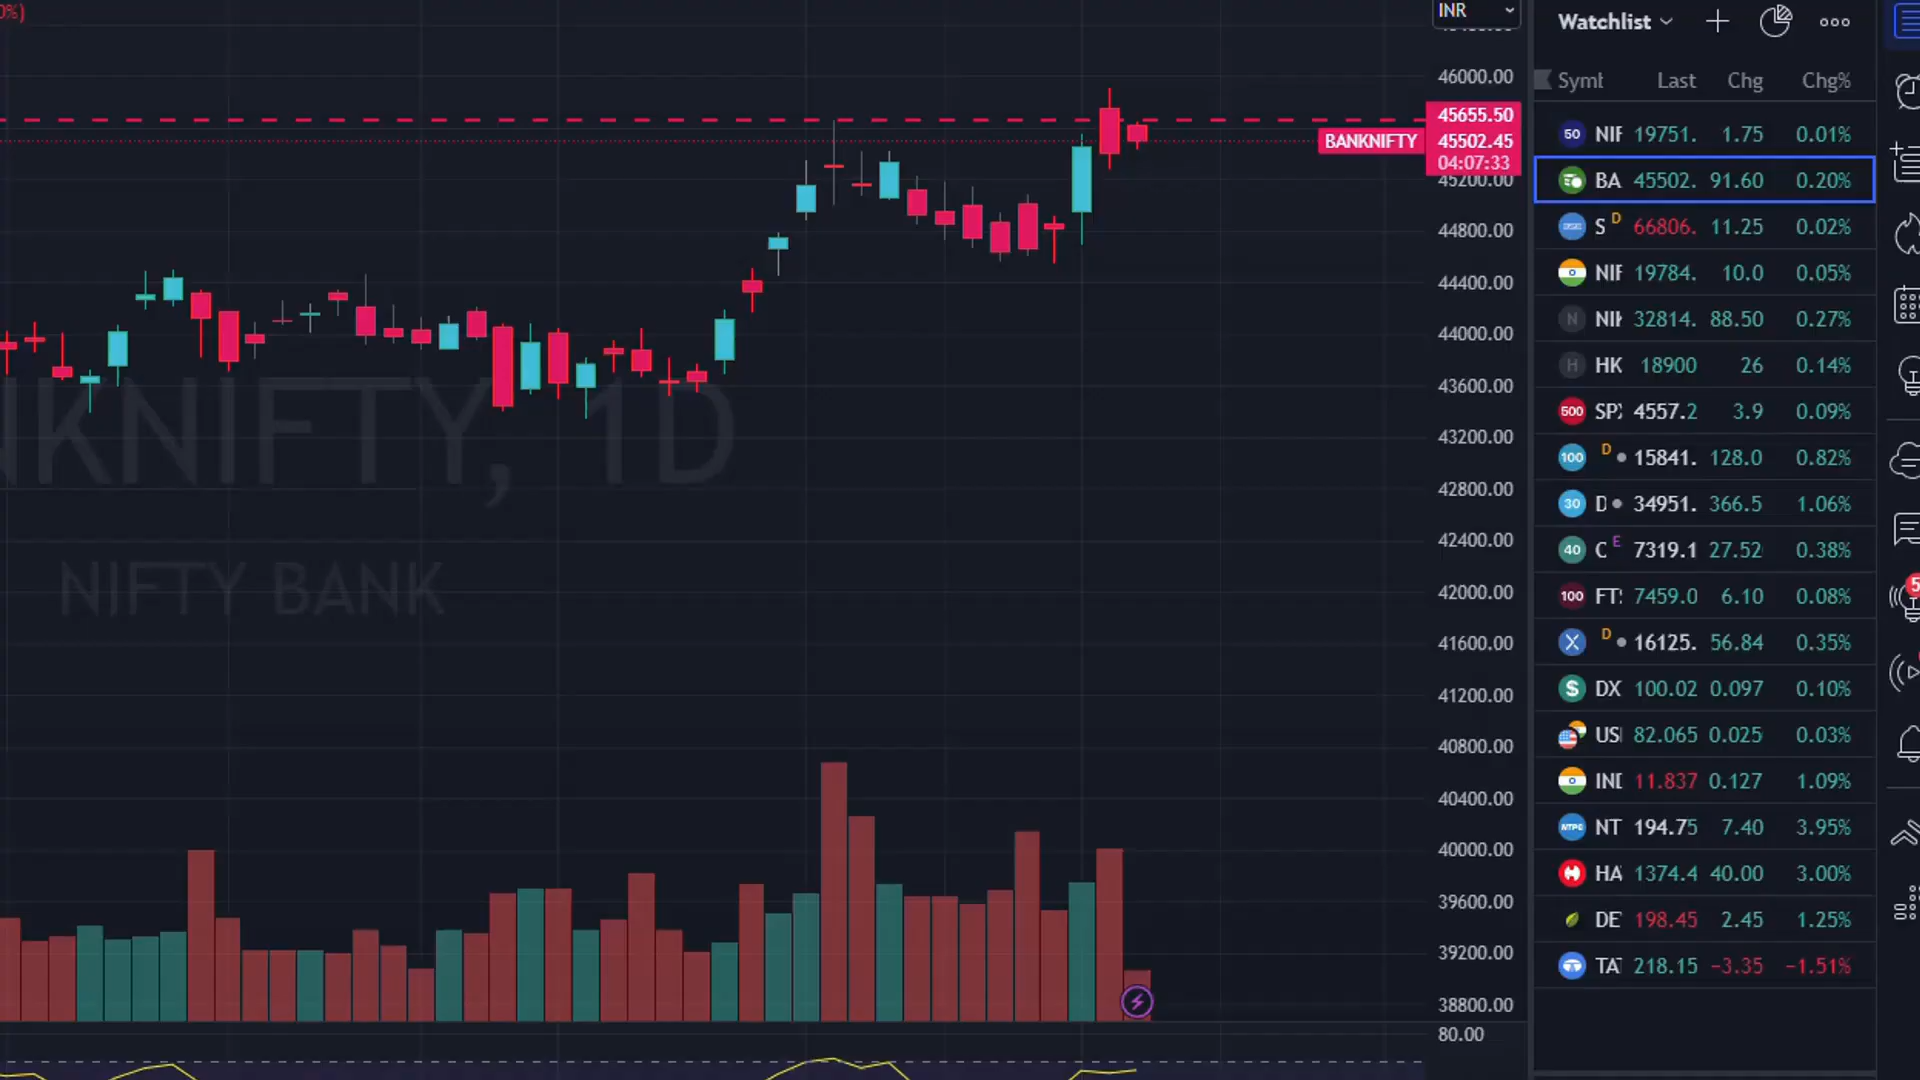 0%)
INR
46000.00
45655.50
BANKNIFTY 45502.45
04:07:33
45200.00
44800.00
44400.00
44000.00
43600.00
43200.00
42800.00
42400.00
42000.00
41600.00
41200.00
40800.00
40400.00
40000.00
39600.00
39200.00
38800.00
80.00
NKNIFTY, 1D
NIFTY BANK
Watchlist
Syml Last Chg Chg%
50 NIF 19751. 1.75 0.01%
BA 45502. 91.60 0.20%
S D 66806. 11.25 0.02%
NIF 19784. 10.0 0.05%
N NII 32814. 88.50 0.27%
H HK 18900 26 0.14%
500 SP 4557.2 3.9 0.09%
100 D 15841. 128.0 0.82%
30 D 34951. 366.5 1.06%
40 C E 7319.1 27.52 0.38%
100 FT 7459.0 6.10 0.08%
X D 16125. 56.84 0.35%
$ DX 100.02 0.097 0.10%
US 82.065 0.025 0.03%
IND 11.837 0.127 1.09%
NTPC NT 194.75 7.40 3.95%
HA 1374.4 40.00 3.00%
DE 198.45 2.45 1.25%
TA 218.15 −3.35 −1.51%
5